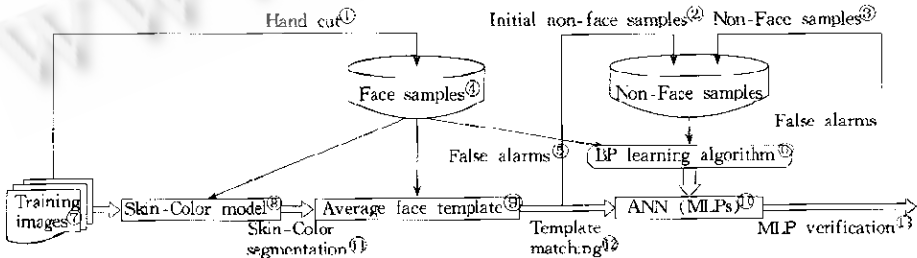 Hand cut①
Initial non-face samples②
Non-Face samples③
Face samples④
Non-Face samples
False alarms
False alarms⑤
BP learning algorithm⑥
Training
images⑦
Skin-Color model⑧
Average face template⑨
ANN (MLPs)⑩
Skin-Color
segmentation⑪
Template
matching⑫
MLP verification⑬